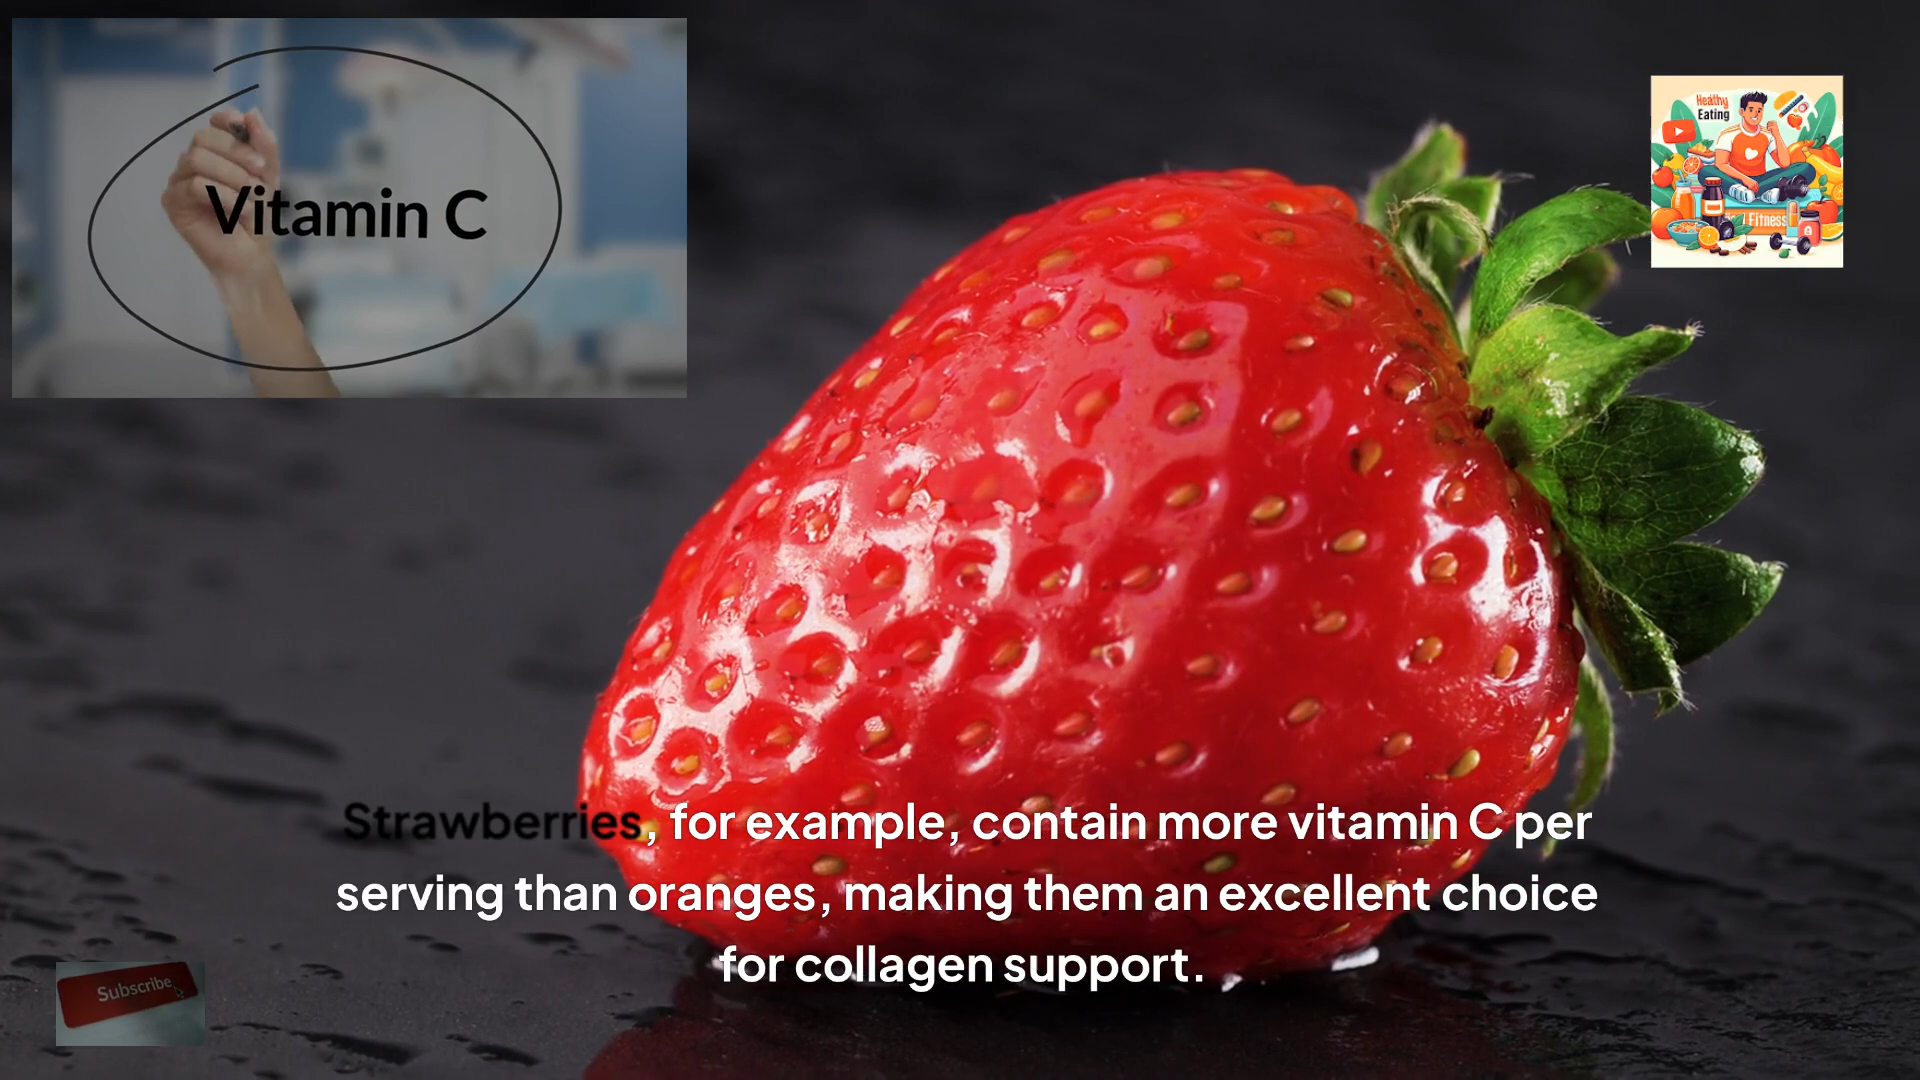 Vitamin C
Healthy
Eating
Fitness
Strawberries, for example, contain more vitamin C per
serving than oranges, making them an excellent choice
for collagen support.
Subscribe